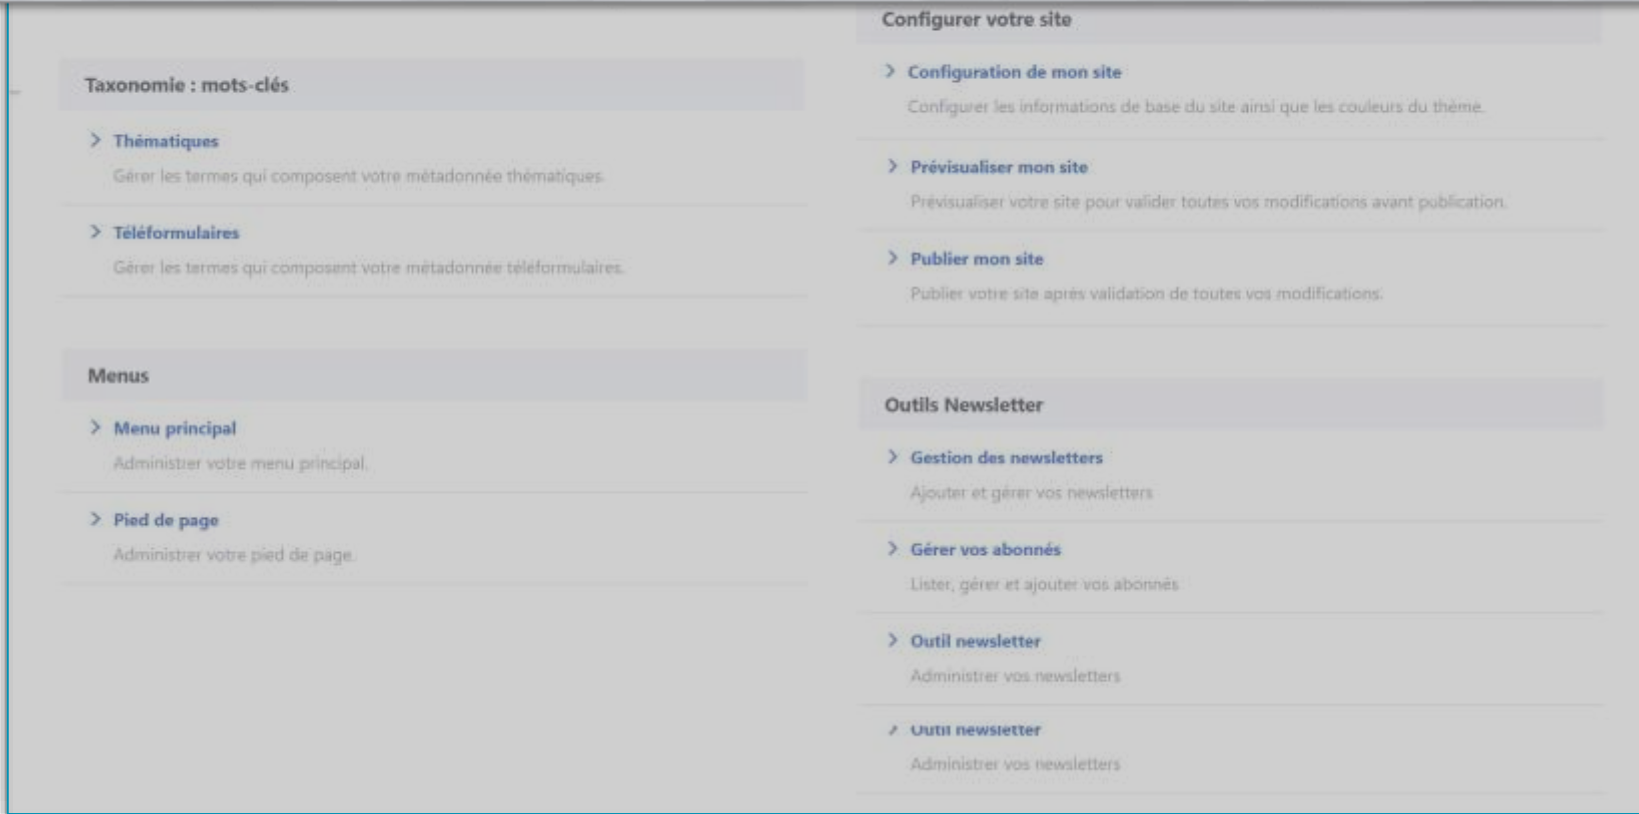 Taxonomie : mots-clés
Thématiques
Gérer les termes qui composent votre métadonnée thématiques.
Téléformulaires
Gérer les termes qui composent votre métadonnée téléformulaires.
Menus
Menu principal
Administrer votre menu principal.
Pied de page
Administrer votre pied de page.
Configurer votre site
Configuration de mon site
Configurer les informations de base du site ainsi que les couleurs du thème.
Prévisualiser mon site
Prévisualiser votre site pour valider toutes vos modifications avant publication.
Publier mon site
Publier votre site après validation de toutes vos modifications.
Outils Newsletter
Gestion des newsletters
Ajouter et gérer vos newsletters
Gérer vos abonnés
Lister, gérer et ajouter vos abonnés
Outil newsletter
Administrer vos newsletters
Outil newsletter
Administrer vos newsletters